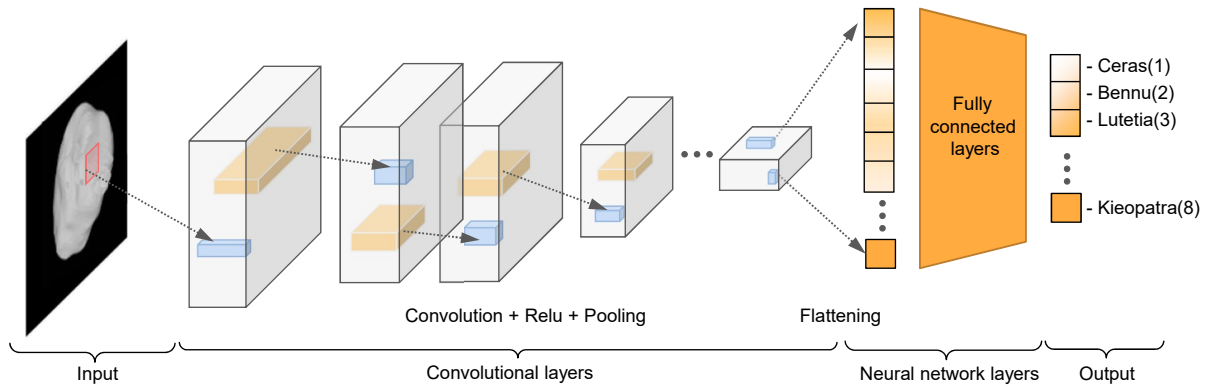 - Ceras(1)
- Bennu(2)
- Lutetia(3)
- Kieopatra(8)
Fully
connected
layers
Convolution + Relu + Pooling
Flattening
Input
Convolutional layers
Neural network layers
Output